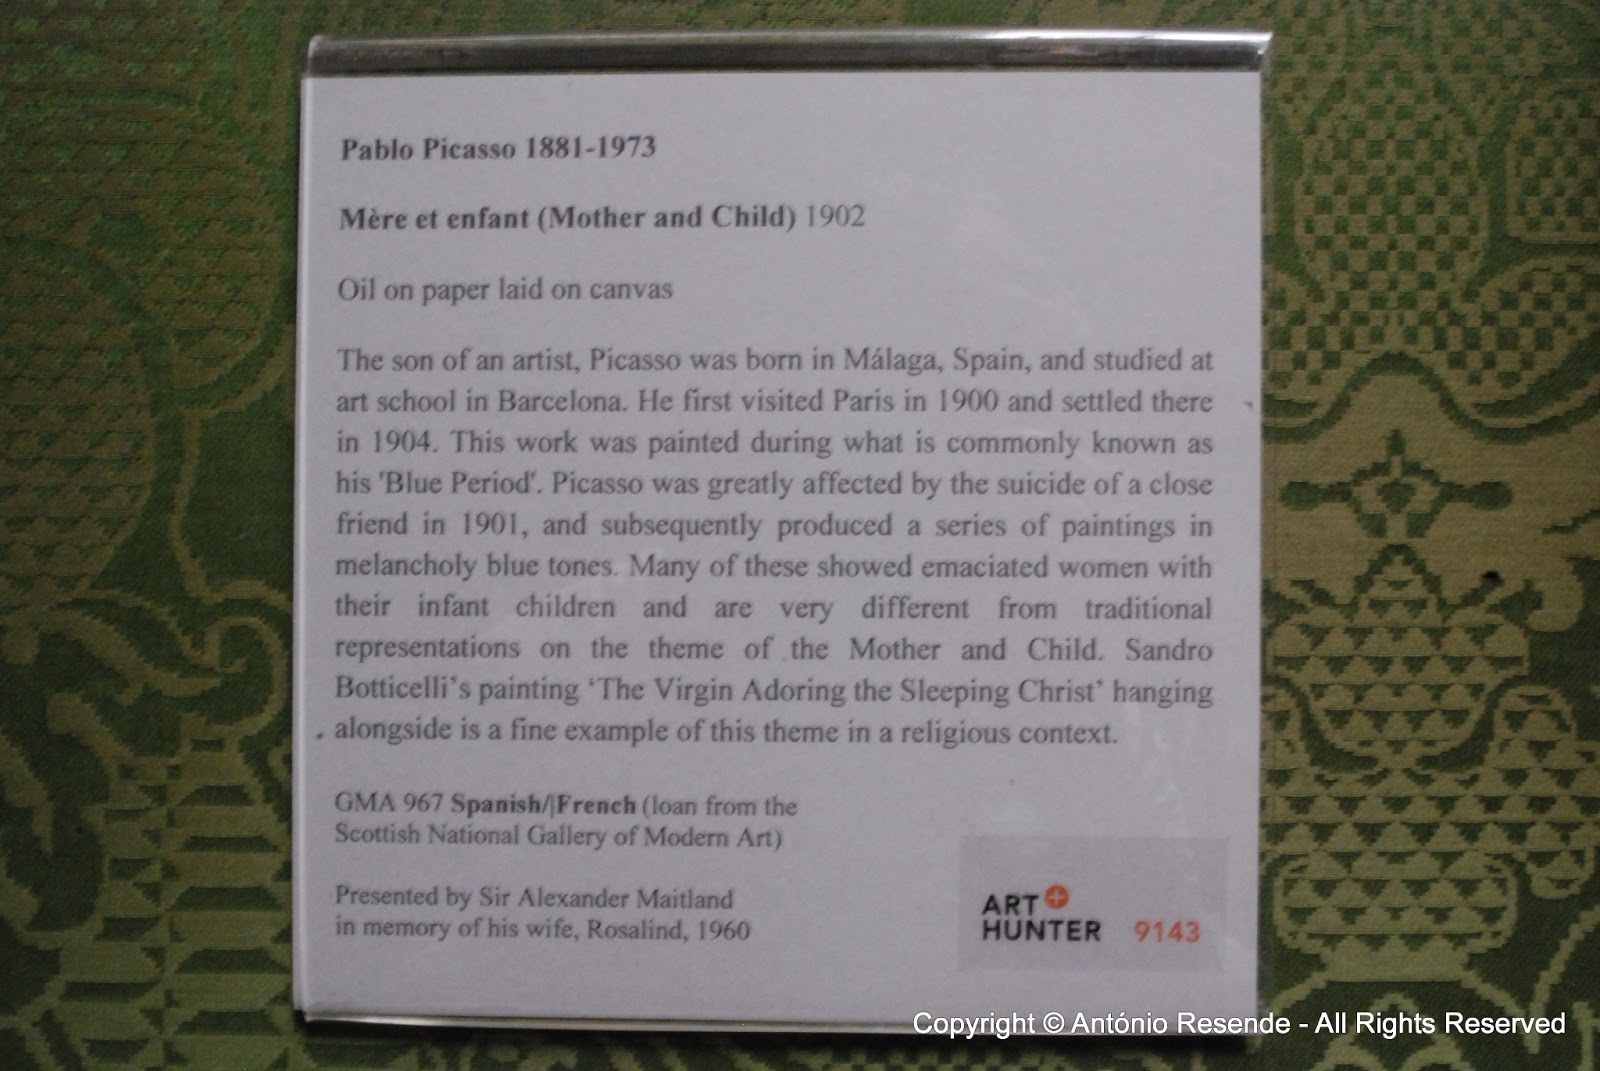 Pablo Picasso 1881-1973
Mère et enfant (Mother and Child) 1902
Oil on paper laid on canvas
The son of an artist, Picasso was born in Málaga, Spain, and studied at
art school in Barcelona. He first visited Paris in 1900 and settled there
in 1904. This work was painted during what is commonly known as
his 'Blue Period'. Picasso was greatly affected by the suicide of a close
friend in 1901, and subsequently produced a series of paintings in
melancholy blue tones. Many of these showed emaciated women with
their infant children and are very different from traditional
representations on the theme of the Mother and Child. Sandro
Botticelli’s painting ‘The Virgin Adoring the Sleeping Christ’ hanging
alongside is a fine example of this theme in a religious context.
GMA 967 Spanish/|French (loan from the
Scottish National Gallery of Modern Art)
Presented by Sir Alexander Maitland
in memory of his wife, Rosalind, 1960
ART+
HUNTER 9143
Copyright © António Resende - All Rights Reserved